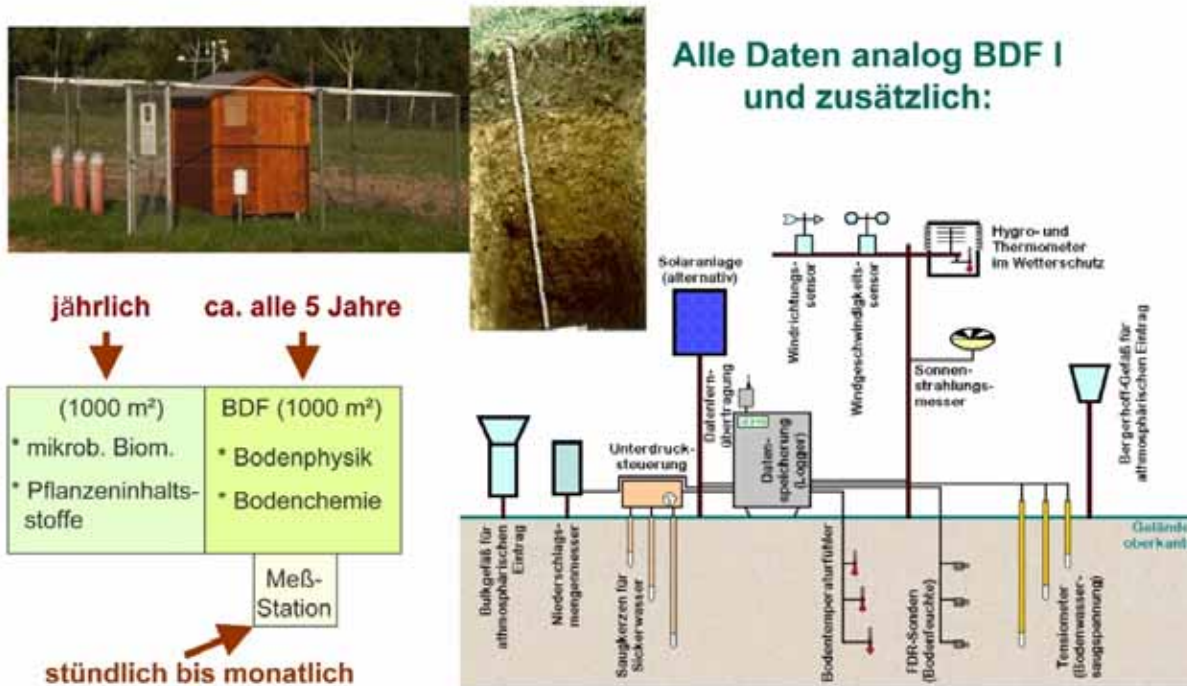 Alle Daten analog BDF I
und zusätzlich:
jährlich
ca. alle 5 Jahre
(1000 m²)
* mikrob. Biom.
* Pflanzeninhalts-
stoffe
BDF (1000 m²)
* Bodenphysik
* Bodenchemie
Meß-
Station
stündlich bis monatlich
Solaranlage
(alternativ)
Windrichtungs-
sensor
Windgeschwindigkeits-
sensor
Hygro- und
Thermometer
im Wetterschutz
Sonnen-
strahlungs-
messer
Bergerhoff-Gefäß für
athmosphärischen Eintrag
Datenfern-
übertragung
Unterdruck-
steuerung
Daten-
speicherung
(Logger)
Gelände
oberkant
Bulkgefäß für
athmosphärischen
Eintrag
Niederschlags-
mengenmesser
Saugkerzen für
Sickerwasser
Bodentemperaturfühler
FDR-Sonden
(Bodenfeuchte)
Tensiometer
(Bodenwasser-
saugspannung)